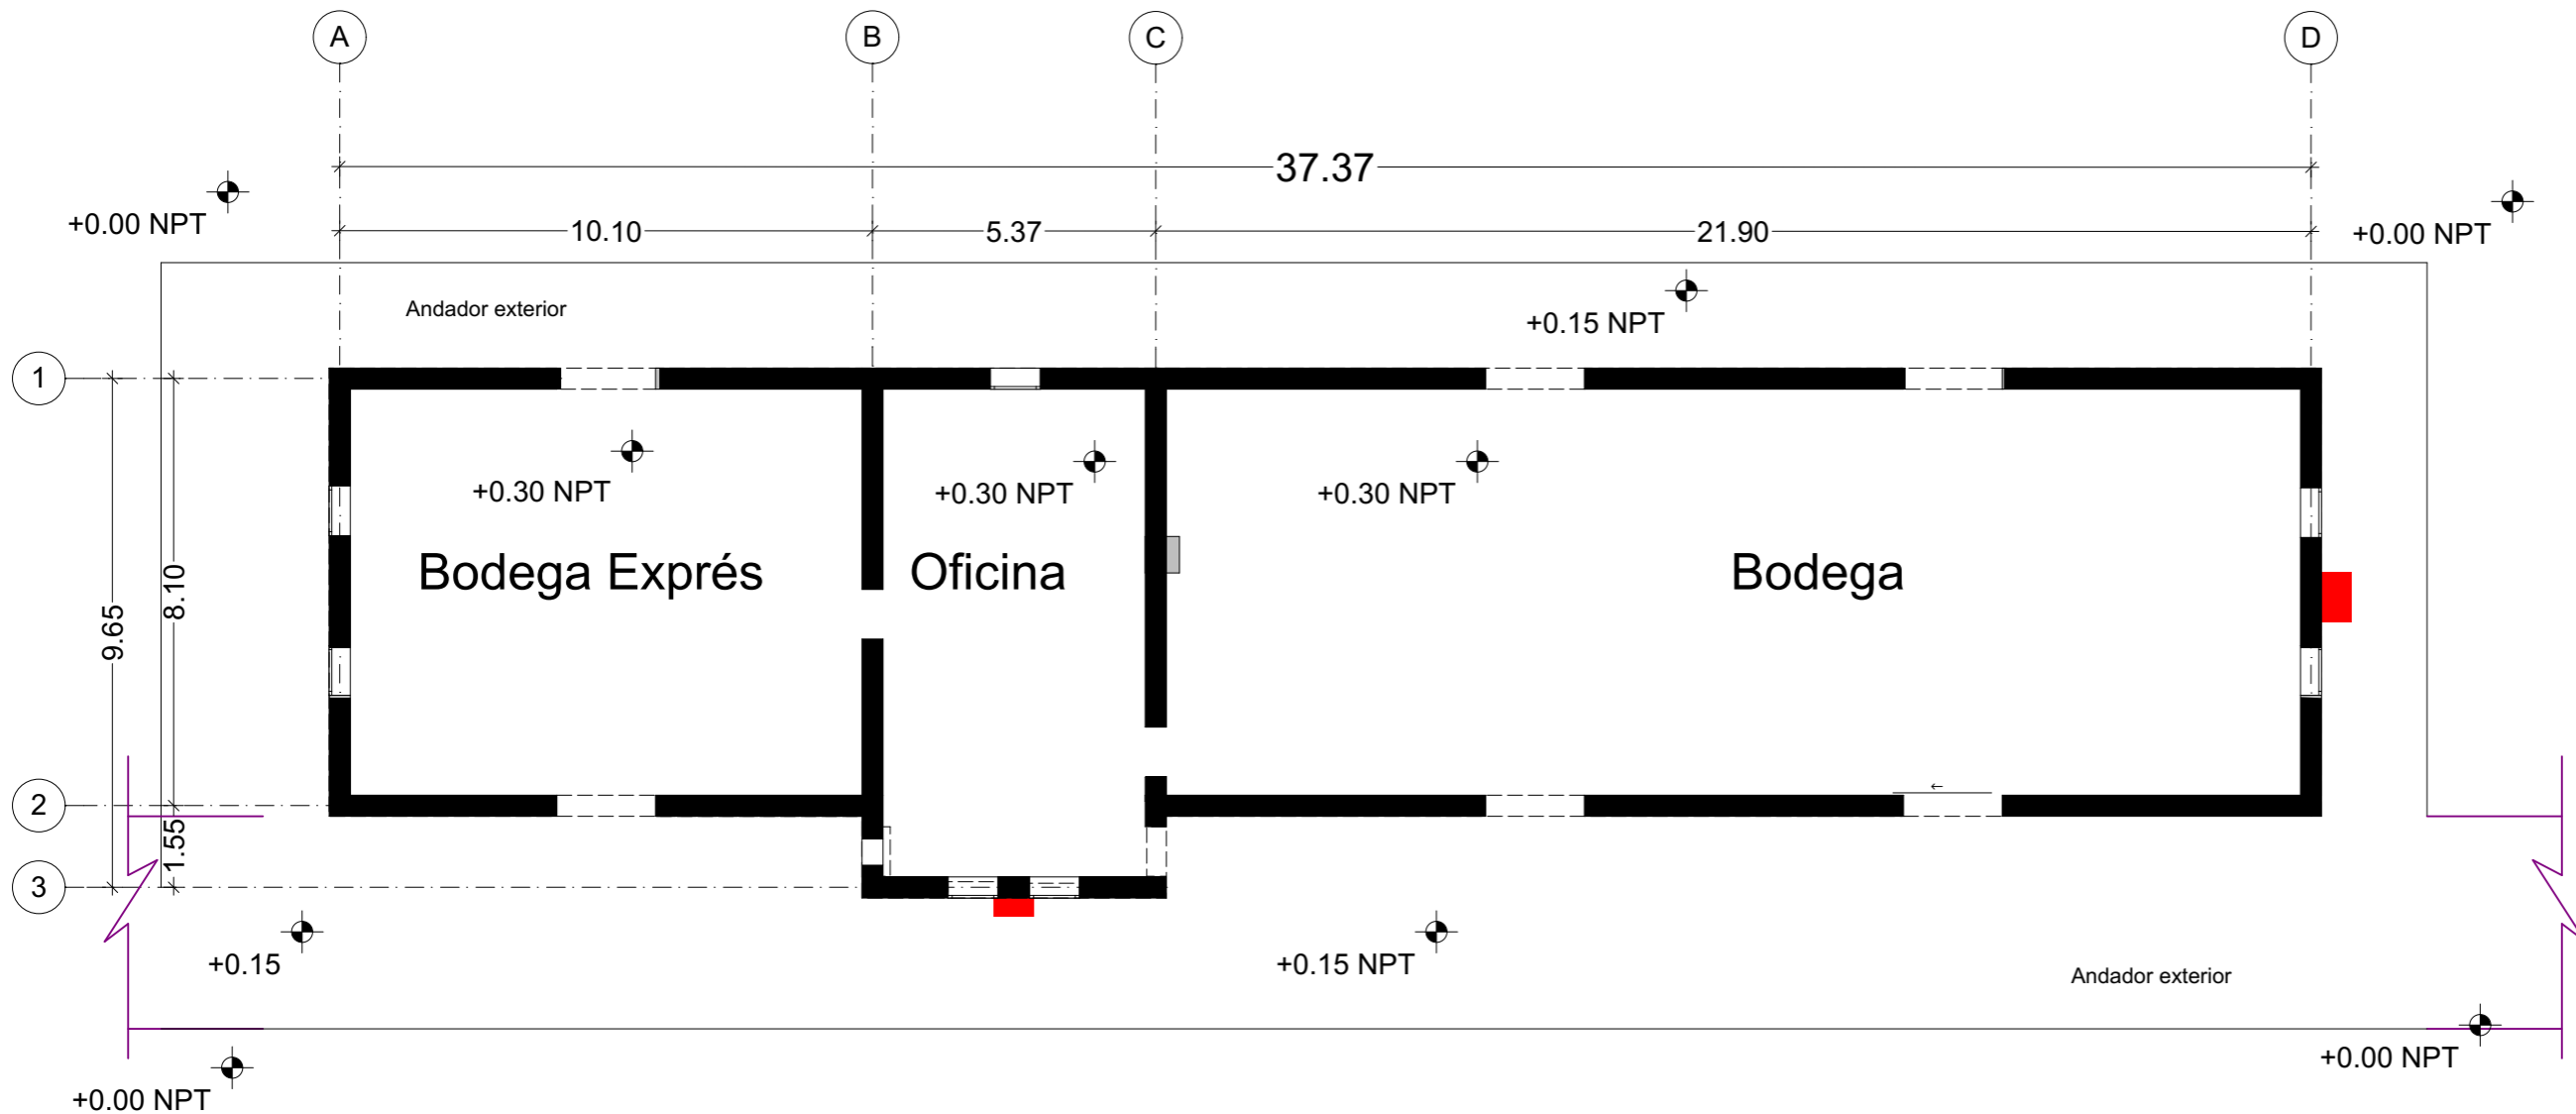 A
B
C
D
37.37
+0.00 NPT
10.10
5.37
21.90
+0.00 NPT
Andador exterior
+0.15 NPT
1
+0.30 NPT
+0.30 NPT
+0.30 NPT
Bodega Exprés
Oficina
Bodega
9.65
8.10
2
1.55
3
+0.15
+0.15 NPT
Andador exterior
+0.00 NPT
+0.00 NPT